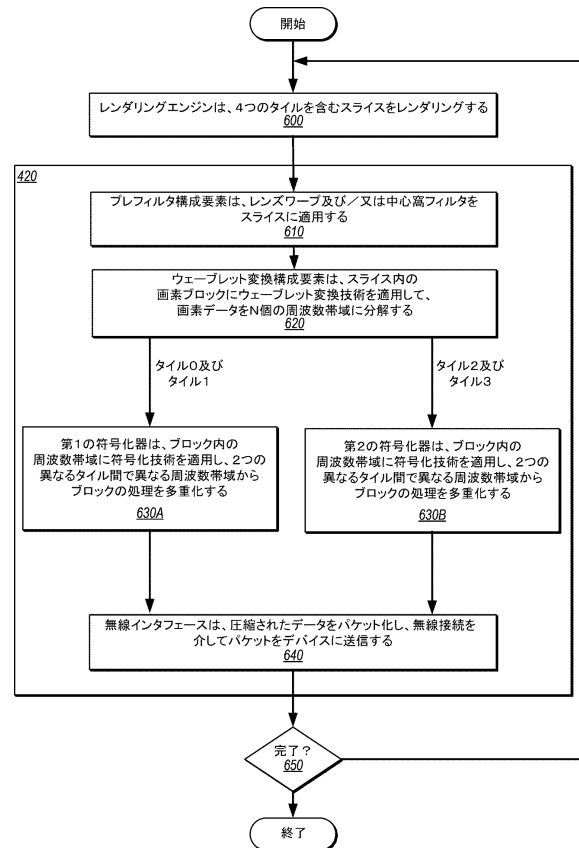 開始
レンダリングエンジンは、4つのタイルを含むスライスをレンダリングする
600
420
プレフィルタ構成要素は、レンズワープ及び/又は中心窩フィルタを
スライスに適用する
610
ウェーブレット変換構成要素は、スライス内の
画素ブロックにウェーブレット変換技術を適用して、
画素データをN個の周波数帯域に分解する
620
タイル0及び
タイル1
タイル2及び
タイル3
第1の符号化器は、ブロック内の
周波数帯域に符号化技術を適用し、2つの
異なるタイル間で異なる周波数帯域から
ブロックの処理を多重化する
630A
第2の符号化器は、ブロック内の
周波数帯域に符号化技術を適用し、2つの
異なるタイル間で異なる周波数帯域から
ブロックの処理を多重化する
630B
無線インタフェースは、圧縮されたデータをパケット化し、無線接続を
介してパケットをデバイスに送信する
640
完了?
650
終了